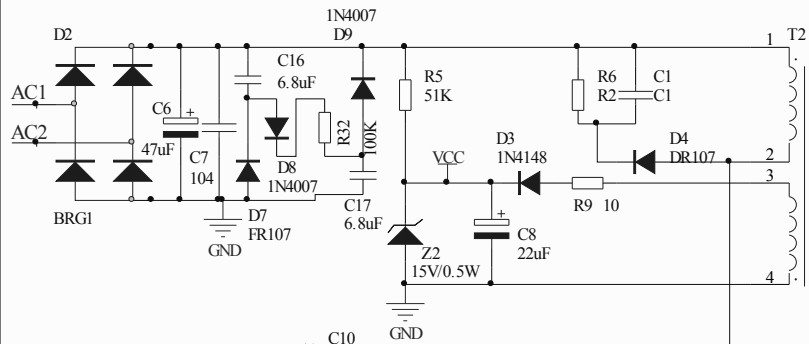 1N4007
D2
D9
1
T2
C16
6.8uF
R5
51K
R6
R2
C1
C1
AC1
C6
+
47uF
R32
100K
AC2
C7
104
D8
1N4007
VCC
D3
1N4148
D4
DR107
2
3
BRG1
D7
FR107
GND
C17
6.8uF
R9 10
+
C8
22uF
Z2
15V/0.5W
4
GND
C10